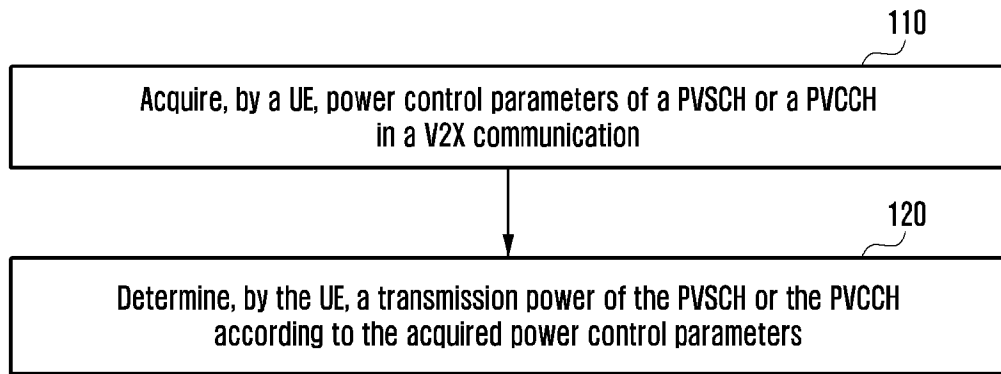 110
Acquire, by a UE, power control parameters of a PVSCH or a PVCCH
in a V2X communication
120
Determine, by the UE, a transmission power of the PVSCH or the PVCCH
according to the acquired power control parameters